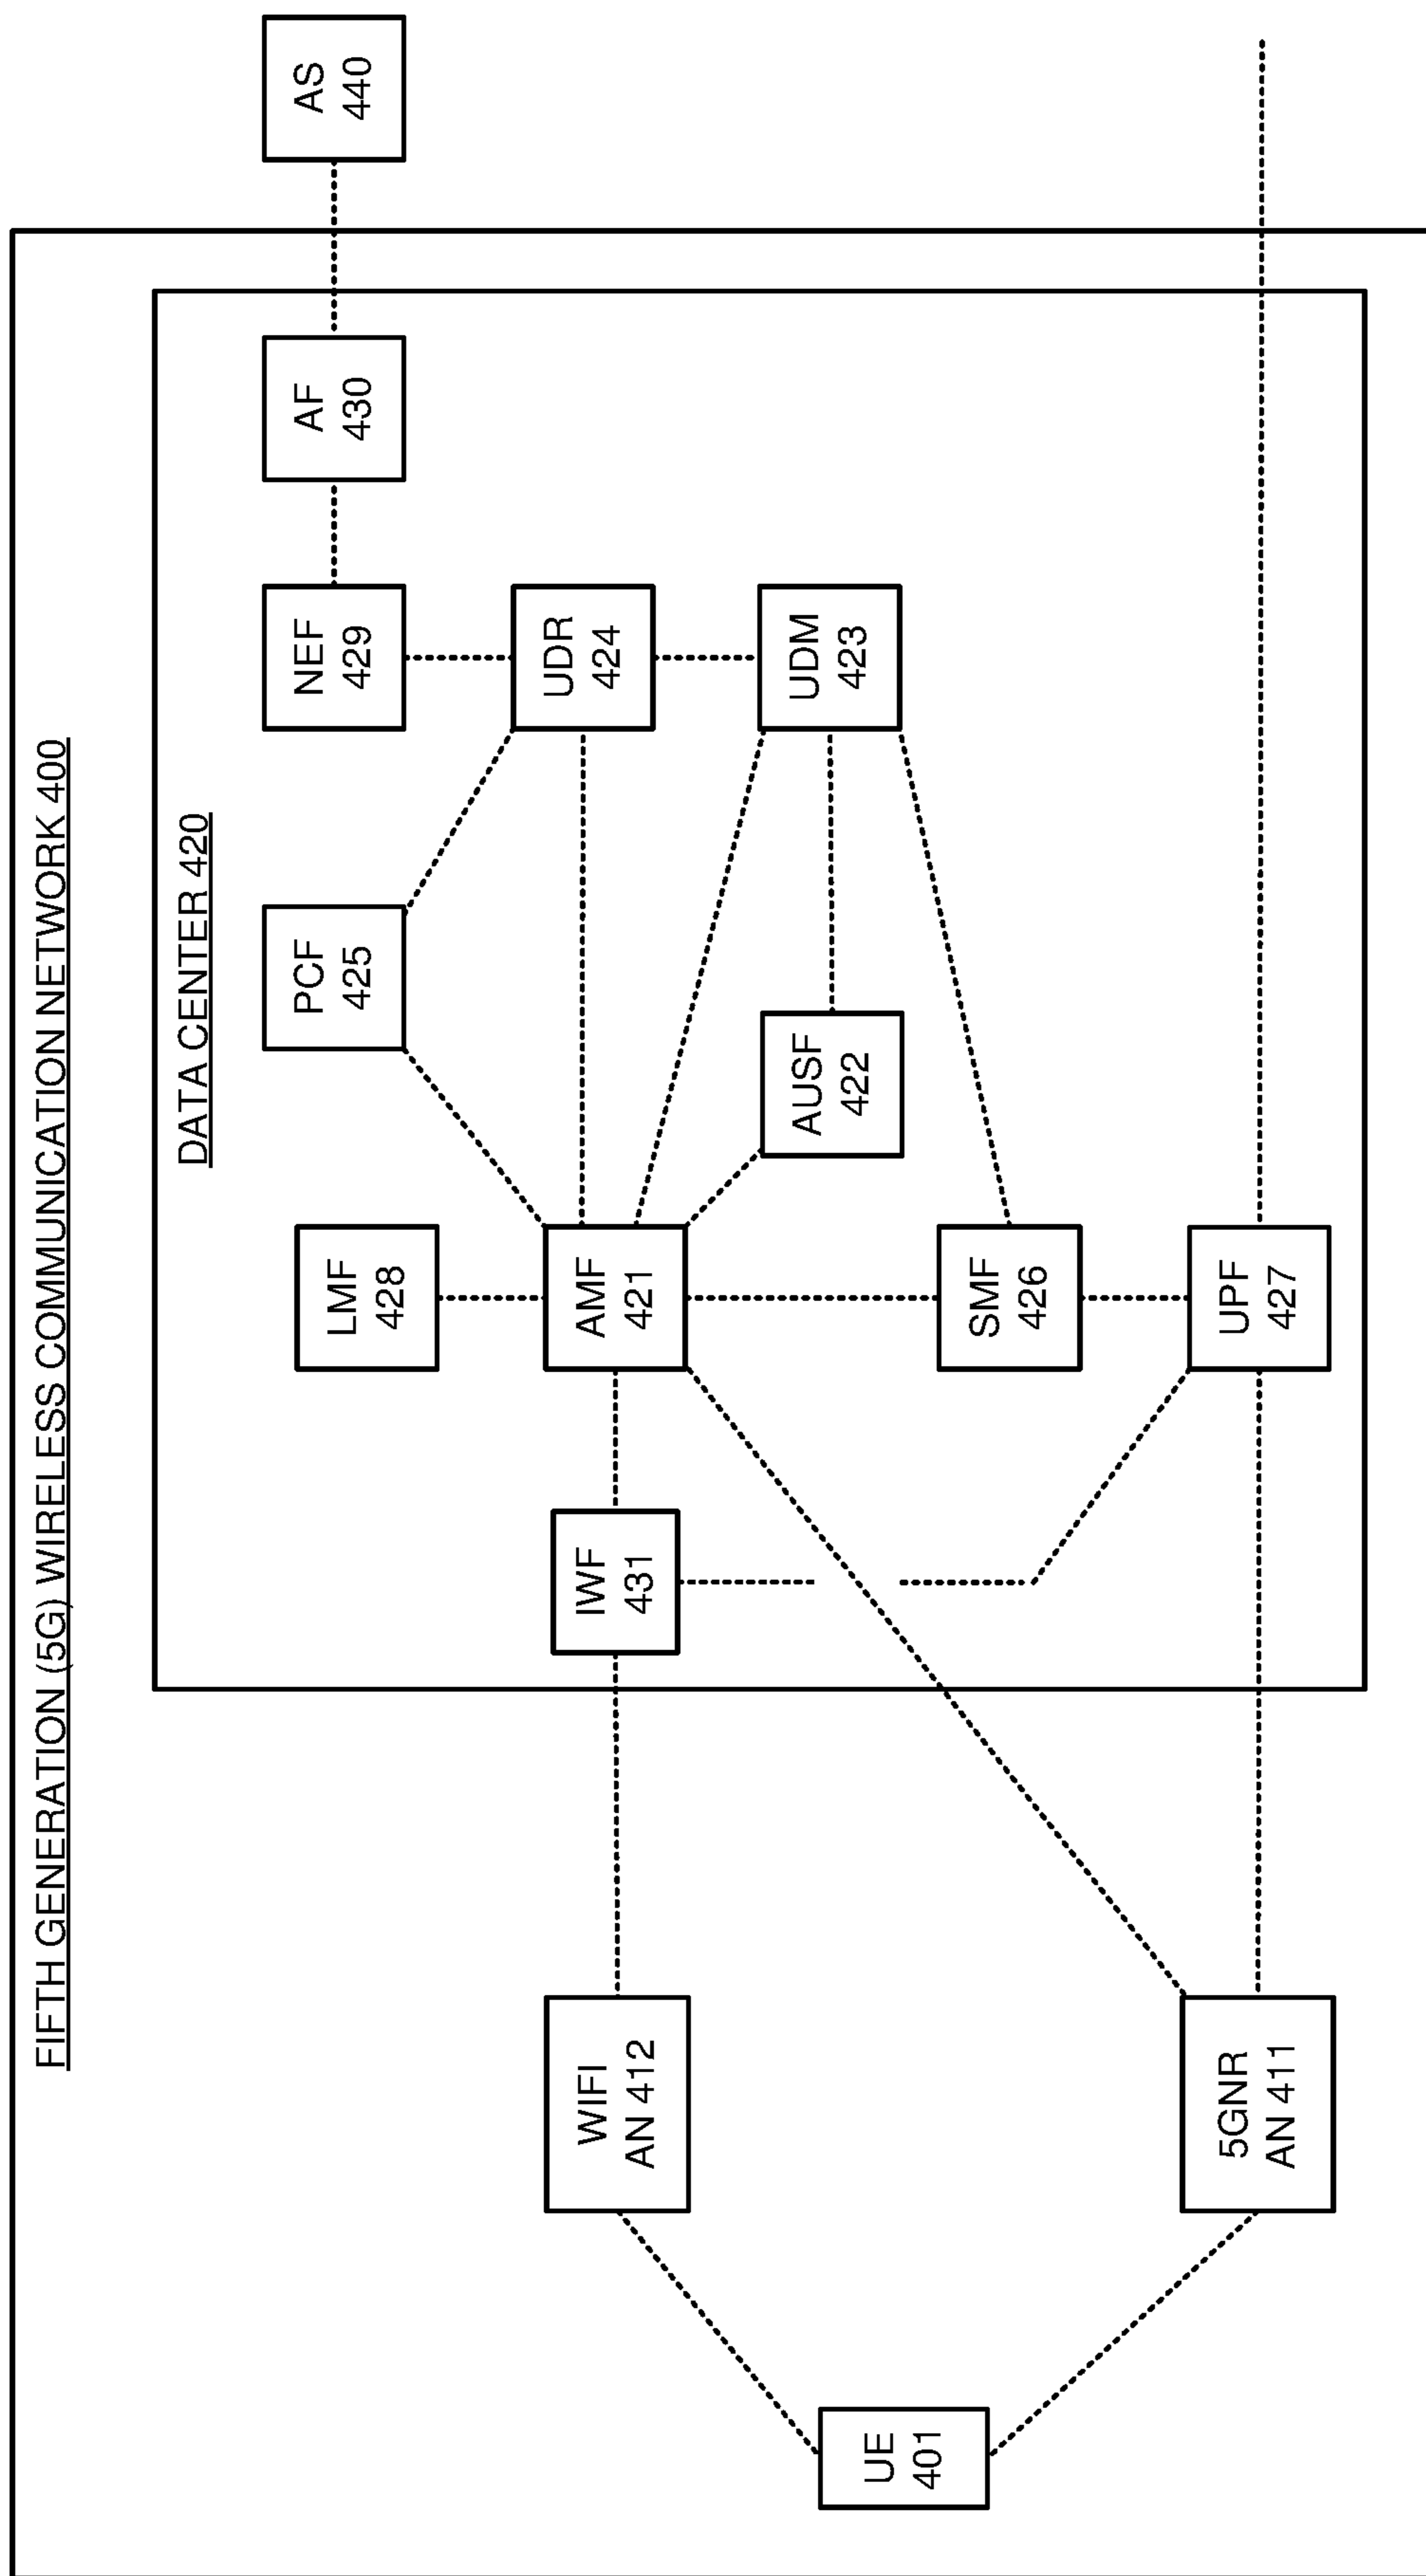 FIFTH GENERATION (5G) WIRELESS COMMUNICATION NETWORK 400
DATA CENTER 420
PCF
425
NEF
429
AF
430
AS
440
LMF
428
UDR
424
WIFI
AN 412
IWF
431
AMF
421
AUSF
422
UDM
423
UE
401
SMF
426
5GNR
AN 411
UPF
427